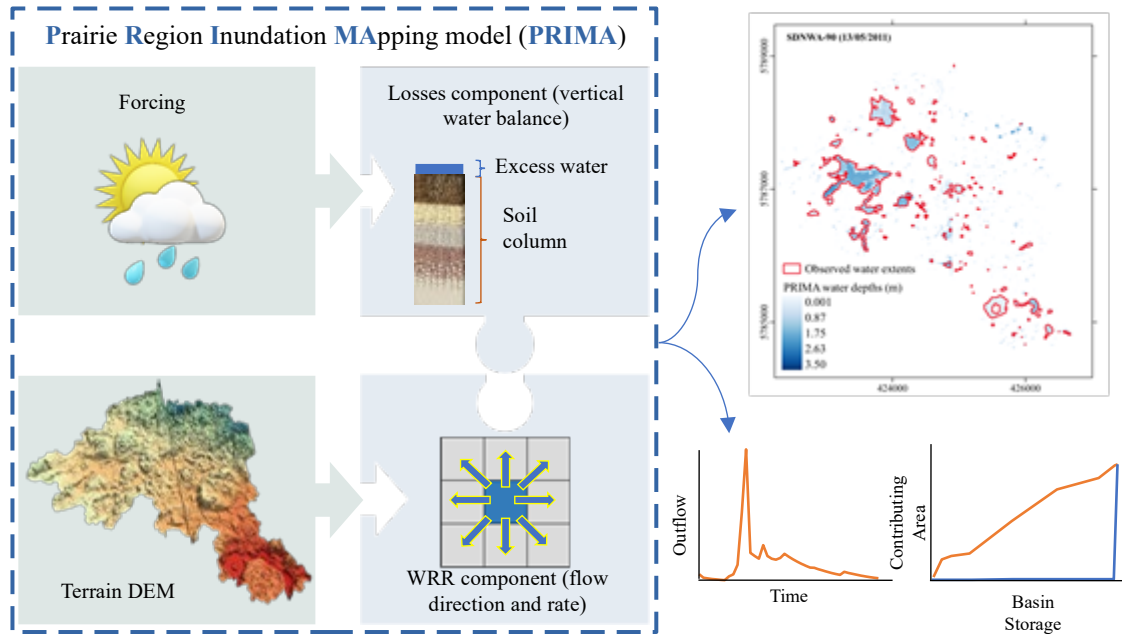 Prairie Region Inundation MApping model (PRIMA)
Forcing
Losses component (vertical
water balance)
Excess water
Soil
column
Terrain DEM
WRR component (flow
direction and rate)
SDNWA-90 (13/05/2011)
5789000
5787000
5785000
Observed water extents
PRIMA water depths (m)
0.001
0.87
1.75
2.63
3.50
424000
426000
Outflow
Time
Contributing
Area
Basin
Storage